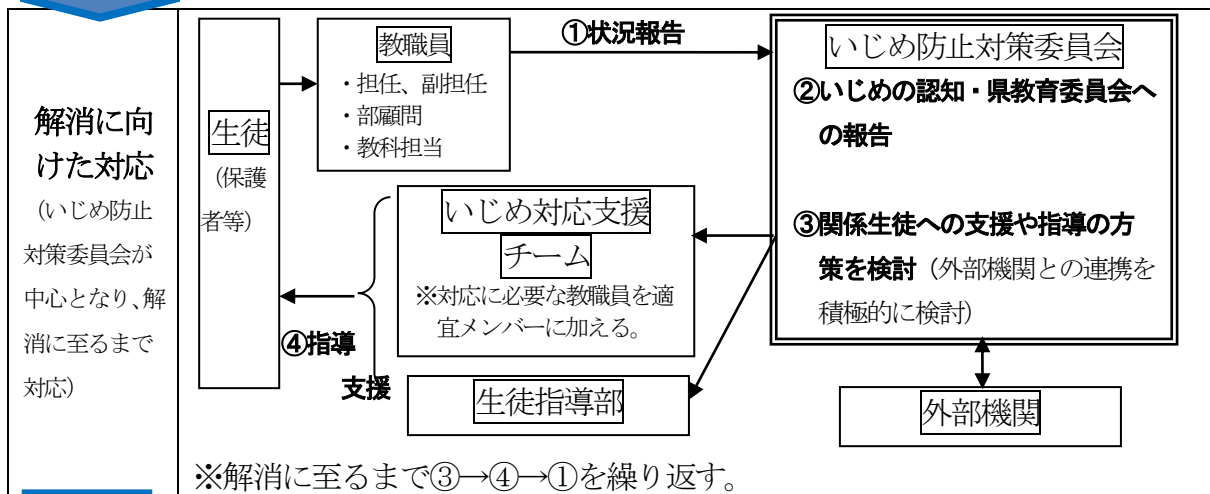 解消に向
けた対応
（いじめ防止
対策委員会が
中心となり、解
消に至るまで
対応）
生徒
（保護
者等）
教職員
・担任、副担任
・部顧問
・教科担当
①状況報告
いじめ防止対策委員会
②いじめの認知・県教育委員会へ
の報告
③関係生徒への支援や指導の方
策を検討（外部機関との連携を
積極的に検討）
いじめ対応支援
チーム
※対応に必要な教職員を適
宜メンバーに加える。
④指導
支援
生徒指導部
外部機関
※解消に至るまで③→④→①を繰り返す。